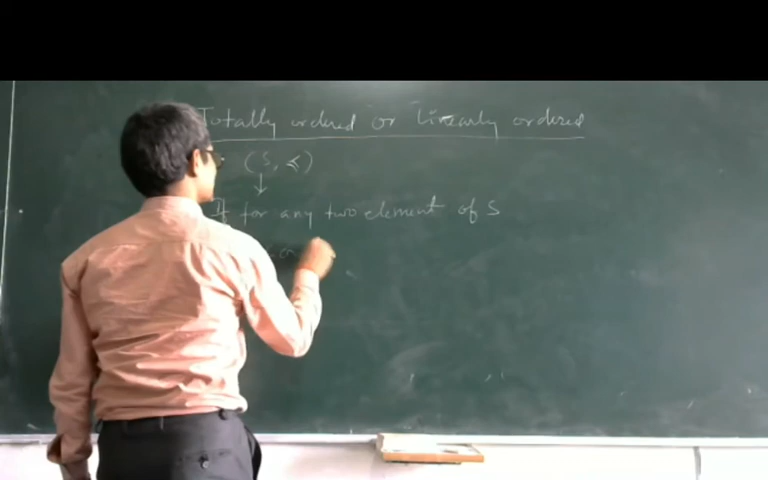 Totally ordered or Linearly ordered
(S, ≼)
↓
If for any two element of S